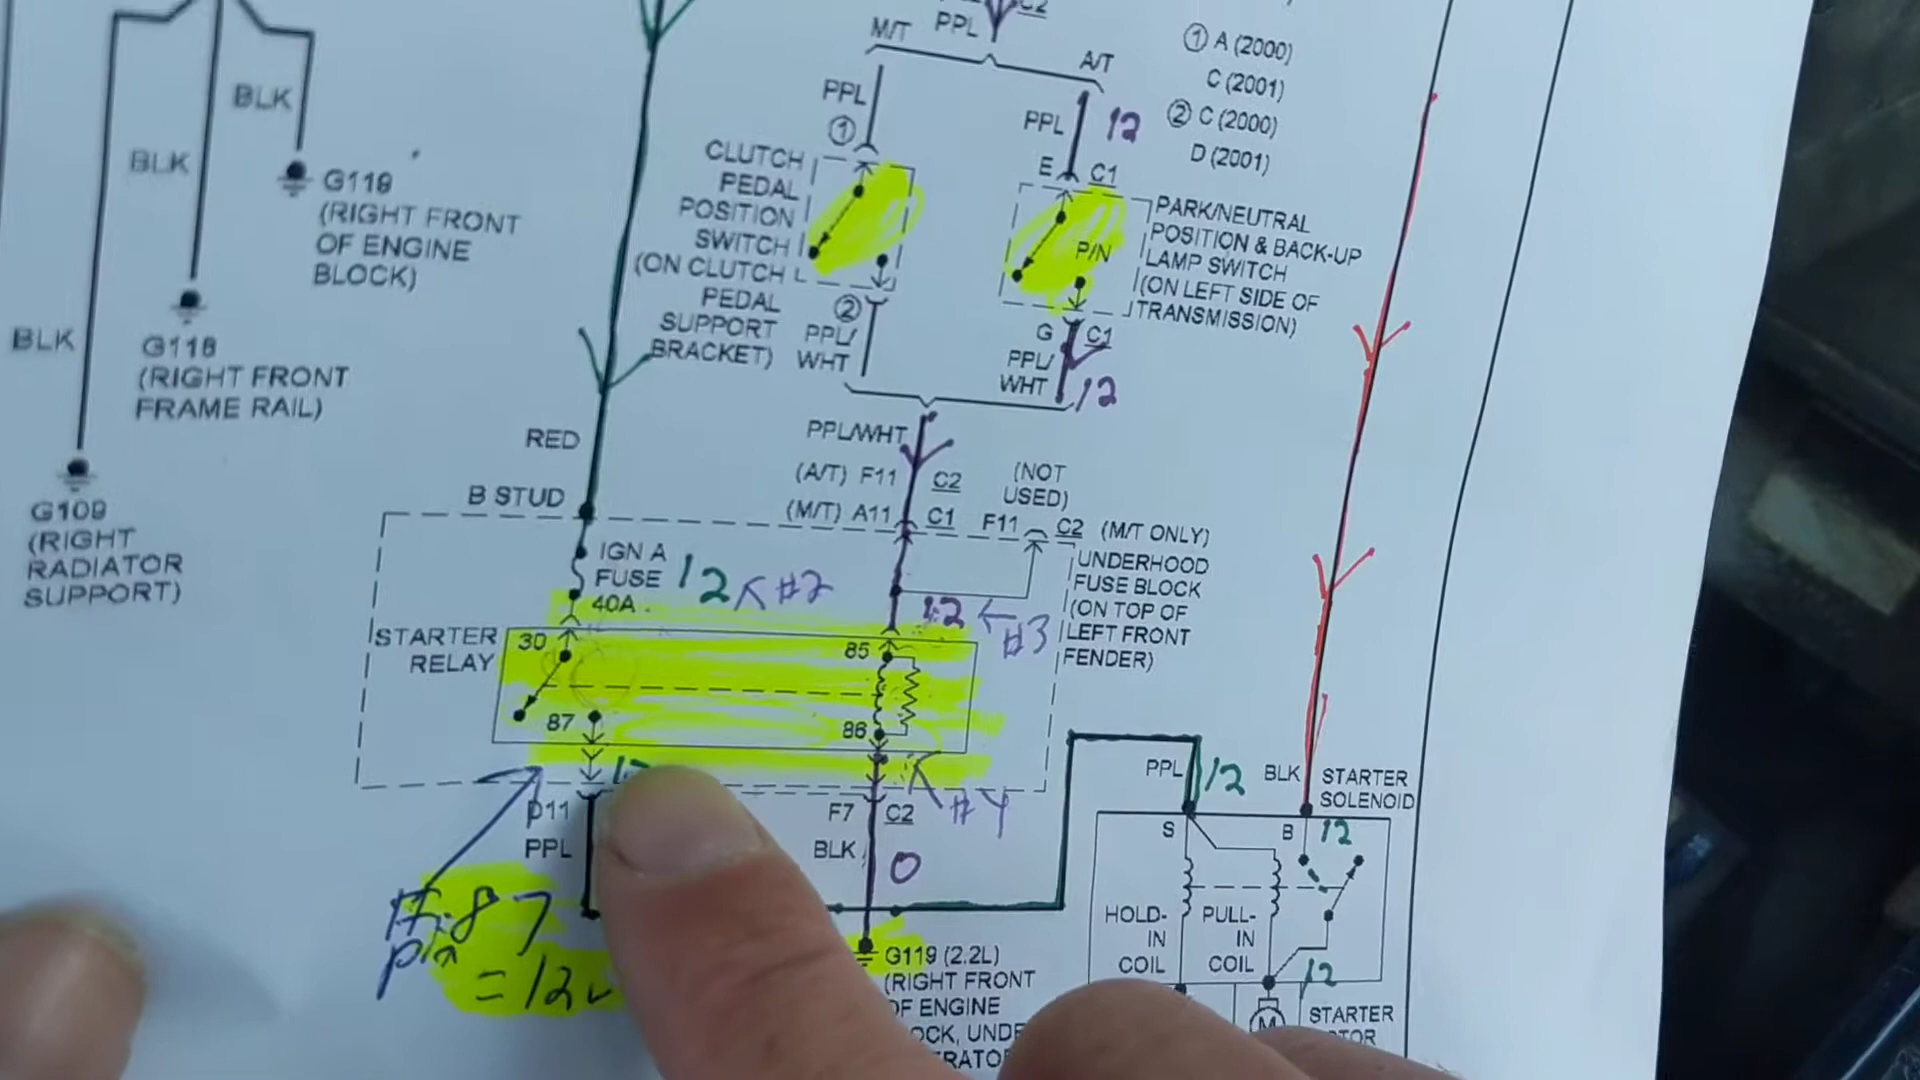 C2
PPL
M/T
A/T
① A (2000)
C (2001)
② C (2000)
D (2001)
BLK
BLK
BLK
G119
(RIGHT FRONT
OF ENGINE
BLOCK)
G118
(RIGHT FRONT
FRAME RAIL)
G109
(RIGHT
RADIATOR
SUPPORT)
PPL
①
CLUTCH
PEDAL
POSITION
SWITCH
(ON CLUTCH
PEDAL
SUPPORT
BRACKET)
②
PPL/
WHT
PPL
12
E
C1
P/N
PARK/NEUTRAL
POSITION & BACK-UP
LAMP SWITCH
(ON LEFT SIDE OF
TRANSMISSION)
G
C1
PPL/
WHT
12
RED
B STUD
PPL/WHT
(A/T) F11
C2
(M/T) A11
C1
(NOT
USED)
F11
C2
(M/T ONLY)
IGN A
FUSE
40A
12
#2
12
#3
UNDERHOOD
FUSE BLOCK
(ON TOP OF
LEFT FRONT
FENDER)
STARTER
RELAY
30
87
85
86
#4
D11
PPL
F7
C2
BLK
0
#87
pin
=12v
G119 (2.2L)
(RIGHT FRONT
OF ENGINE
PPL
12
BLK
STARTER
SOLENOID
S
B
12
HOLD-
IN
COIL
PULL-
IN
COIL
12
M
STARTER